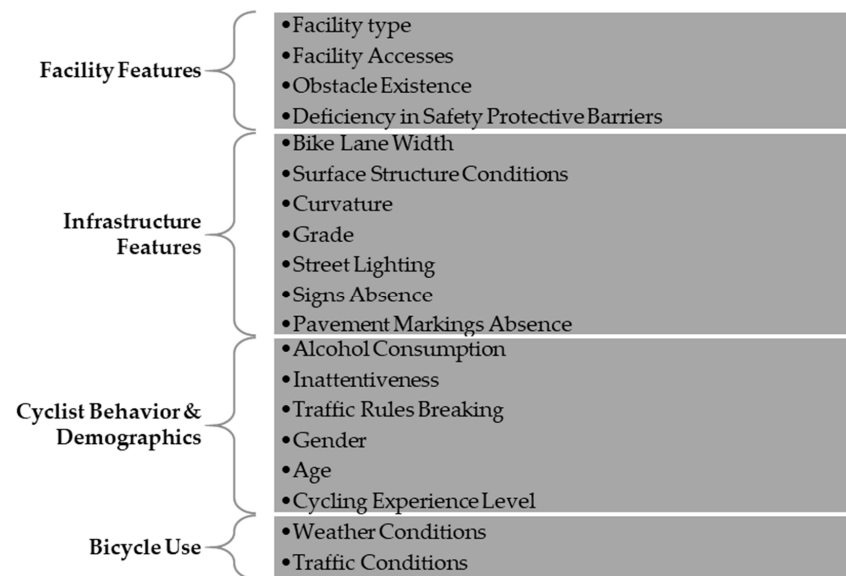 Facility Features
•Facility type
•Facility Accesses
•Obstacle Existence
•Deficiency in Safety Protective Barriers
Infrastructure
Features
•Bike Lane Width
•Surface Structure Conditions
•Curvature
•Grade
•Street Lighting
•Signs Absence
•Pavement Markings Absence
Cyclist Behavior &
Demographics
•Alcohol Consumption
•Inattentiveness
•Traffic Rules Breaking
•Gender
•Age
•Cycling Experience Level
Bicycle Use
•Weather Conditions
•Traffic Conditions